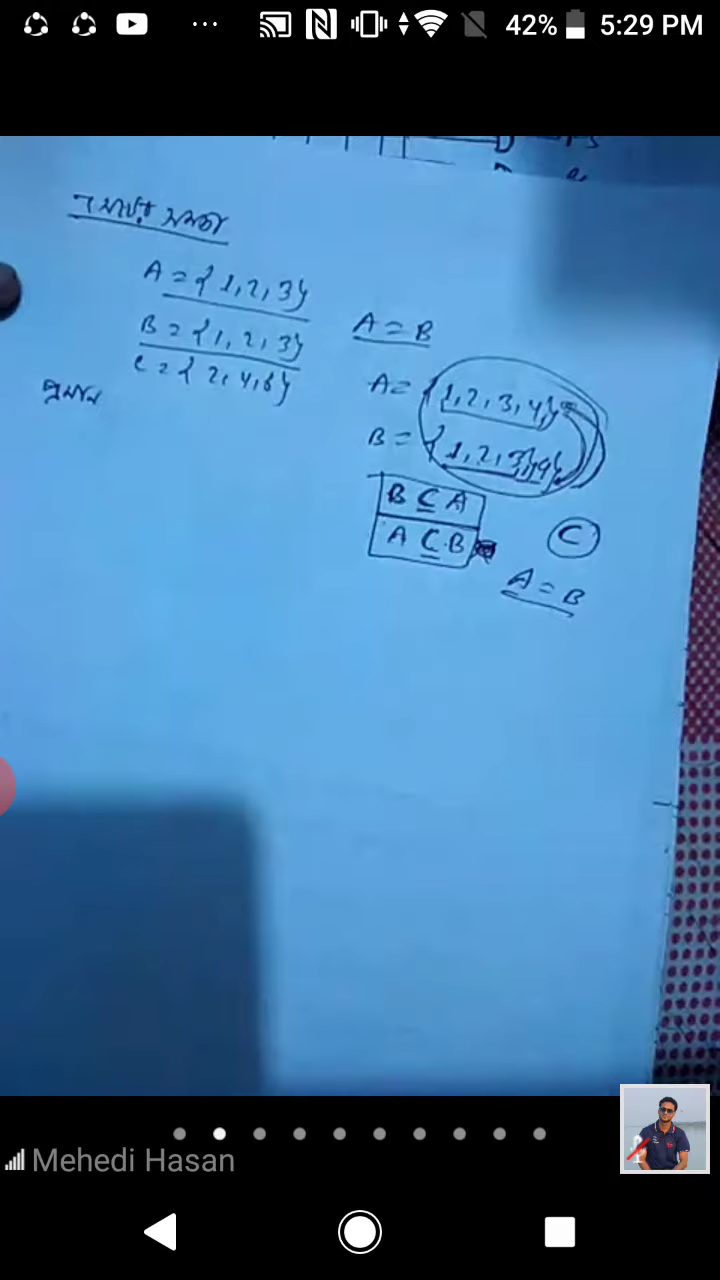 42% 5:29 PM
A = { 1, 2, 3}
B = { 1, 2, 3}
C = { 2, 4, 6}
প্রমান
A = B
A = { 1, 2, 3, 4, }
B = { 1, 2, 3, 4 }
B ⊆ A
A ⊆ B
C
A = B
Mehedi Hasan